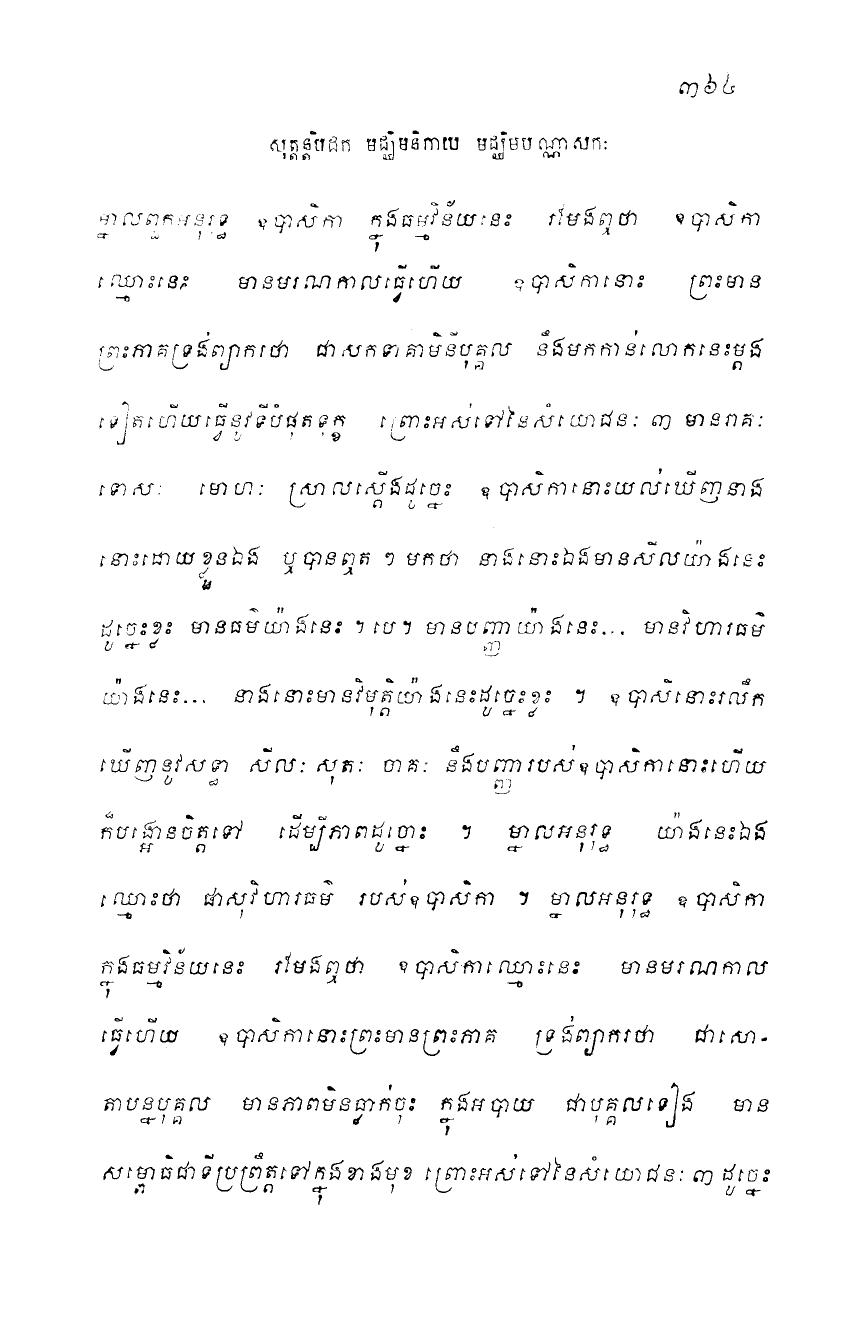 ៣៦៤
សុត្តន្តបិដក មជ្ឈិមនិកាយ មជ្ឈិមបណ្ណាសកៈ
ម្នាលពួកអនុរុទ្ធ ឧបាសិកា ក្នុងធម្មវិន័យនេះ រមែងឮថា ឧបាសិកា
ឈ្មោះនេះ មានមរណកាលធ្វើហើយ ឧបាសិកានោះ ព្រះមាន
ព្រះភាគទ្រង់ព្យាករថា ជាសកទាគាមិនីបុគ្គល នឹងមកកាន់លោកនេះម្តង
ទៀតហើយធ្វើនូវទីបំផុតទុក្ខ ព្រោះអស់ទៅនៃសំយោជនៈ ៣ មានរាគៈ
ទោសៈ មោហៈ ស្រាលស្តើងដូច្នេះ ឧបាសិកានោះយល់ឃើញនាង
នោះដោយខ្លួនឯង ឬបានឮត ៗ មកថា នាងនោះឯងមានសីលយ៉ាងនេះ
ដូច្នេះខ្លះ មានធម៌យ៉ាងនេះ ។ បេ។ មានបញ្ញាយ៉ាងនេះ... មានវិហារធម៌
យ៉ាងនេះ... នាងនោះមានវិមុត្តិយ៉ាងនេះដូច្នេះខ្លះ ។ ឧបាសិនោះរលឹក
ឃើញនូវសទ្ធា សីលៈ សុតៈ ចាគៈ នឹងបញ្ញារបស់ឧបាសិកានោះហើយ
ក៏បង្អោនចិត្តទៅ ដើម្បីភាពដូច្នោះ ។ ម្នាលអនុរុទ្ធ យ៉ាងនេះឯង
ឈ្មោះថា ជាសុវិហារធម៌ របស់ឧបាសិកា ។ ម្នាលអនុរុទ្ធ ឧបាសិកា
ក្នុងធម្មវិន័យនេះ រមែងឮថា ឧបាសិកាឈ្មោះនេះ មានមរណកាល
ធ្វើហើយ ឧបាសិកានោះព្រះមានព្រះភាគ ទ្រង់ព្យាករថា ជាសោ-
តាបន្នបុគ្គល មានភាពមិនធ្លាក់ចុះ ក្នុងអបាយ ជាបុគ្គលទៀង មាន
សម្ពោធិជាទីប្រព្រឹត្តទៅក្នុងខាងមុខ ព្រោះអស់ទៅនៃសំយោជនៈ ៣ ដូច្នេះ